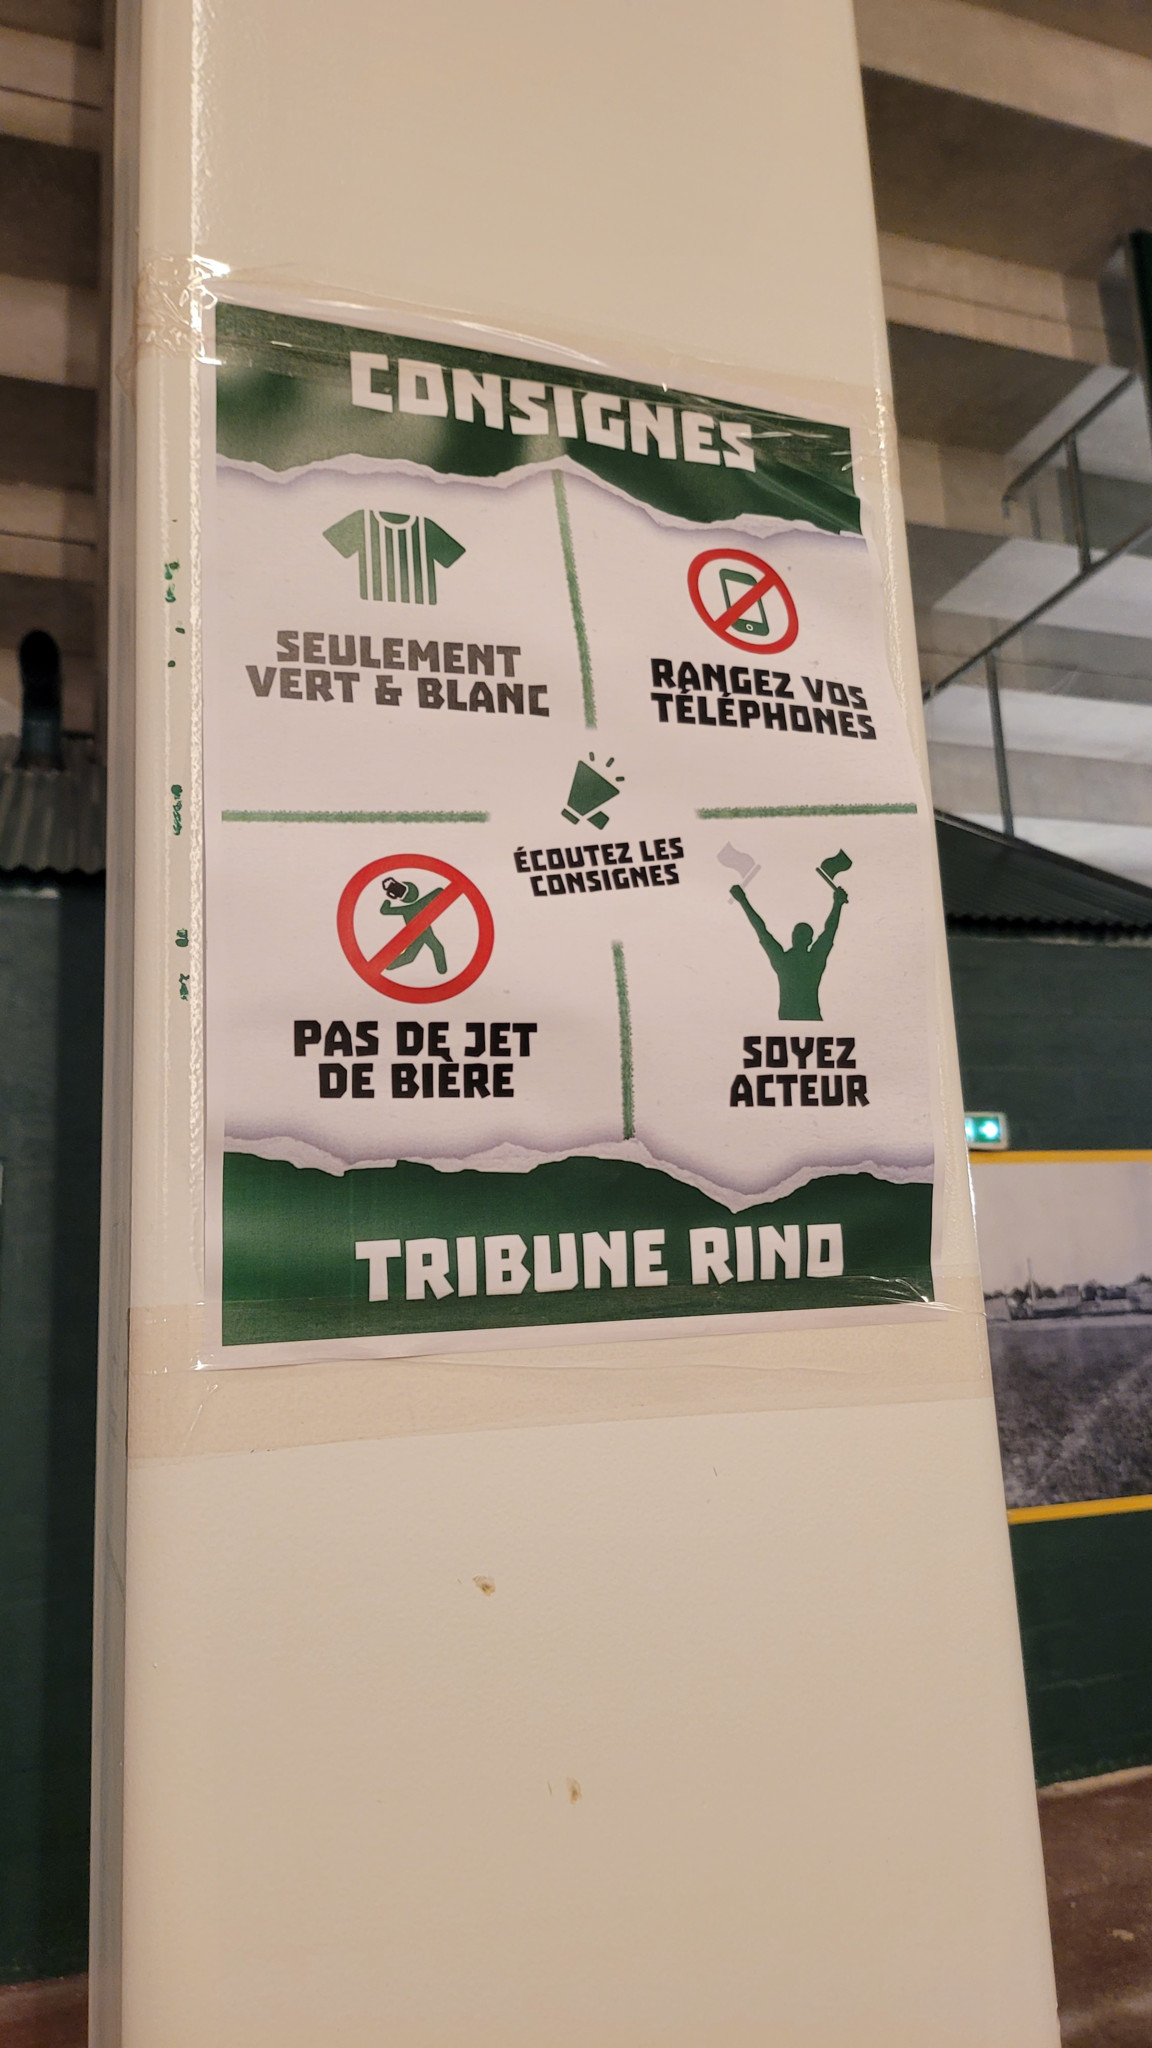 CONSIGNES
SEULEMENT
VERT & BLANC
RANGEZ VOS
TÉLÉPHONES
ÉCOUTEZ LES
CONSIGNES
PAS DE JET
DE BIÈRE
SOYEZ
ACTEUR
TRIBUNE RINO